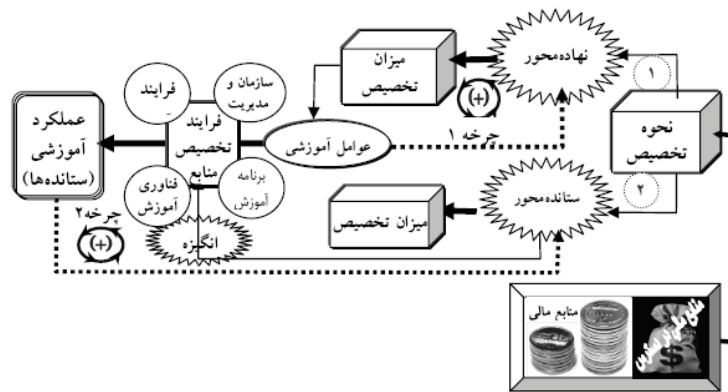 نهاده‌محور
۱
میزان
تخصیص
(+)
چرخه ۱
نحوه
تخصیص
۲
سازمان و
مدیریت
فرایند
فرایند
تخصیص
منابع
عوامل آموزشی
عملکرد
آموزشی
(ستانده‌ها)
برنامه
آموزش
فناوری
آموزش
انگیزه
ستانده محور
میزان تخصیص
چرخه۲
(+)
منابع مالی
$